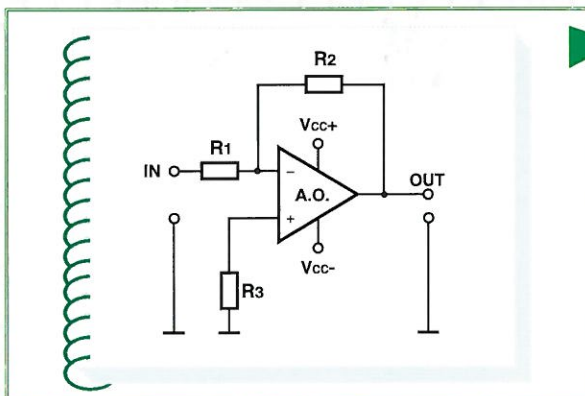 R2
Vcc+
R1
IN
−
A.O.
OUT
+
Vcc-
R3